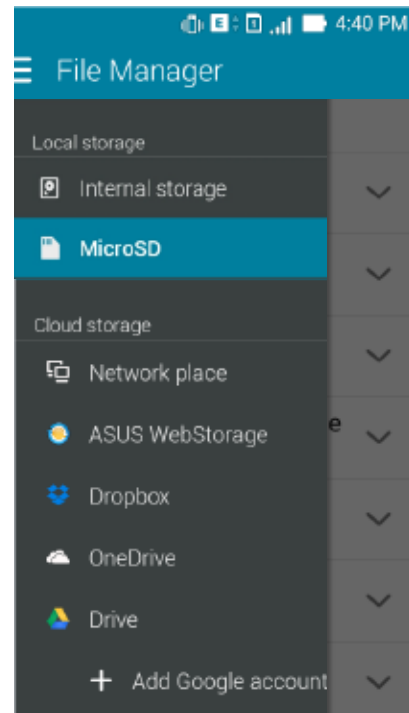 E 1 4:40 PM
File Manager
Local storage
Internal storage
MicroSD
Cloud storage
Network place
ASUS WebStorage
e
Dropbox
OneDrive
Drive
+ Add Google account